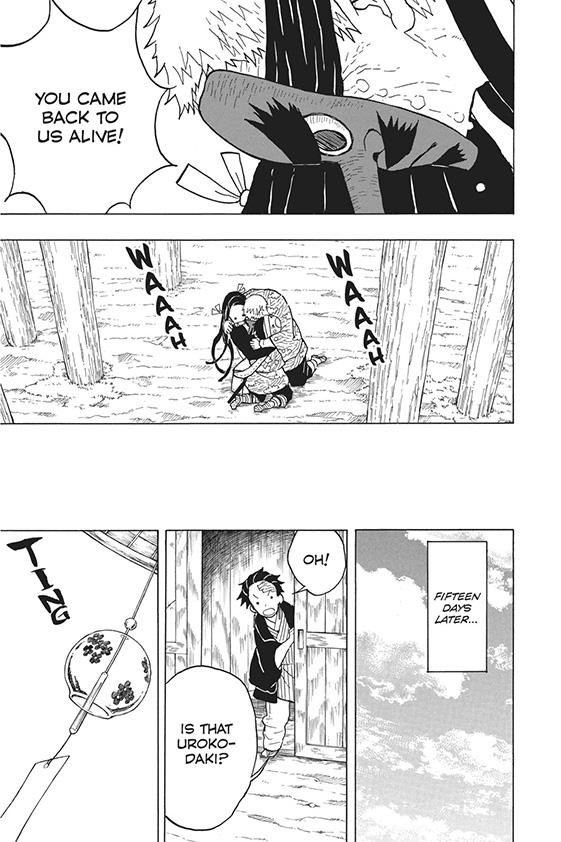 YOU CAME
BACK TO
US ALIVE!
WAAAH
WAAAH
FIFTEEN
DAYS
LATER...
OH!
IS THAT
UROKO-
DAKI?
TING